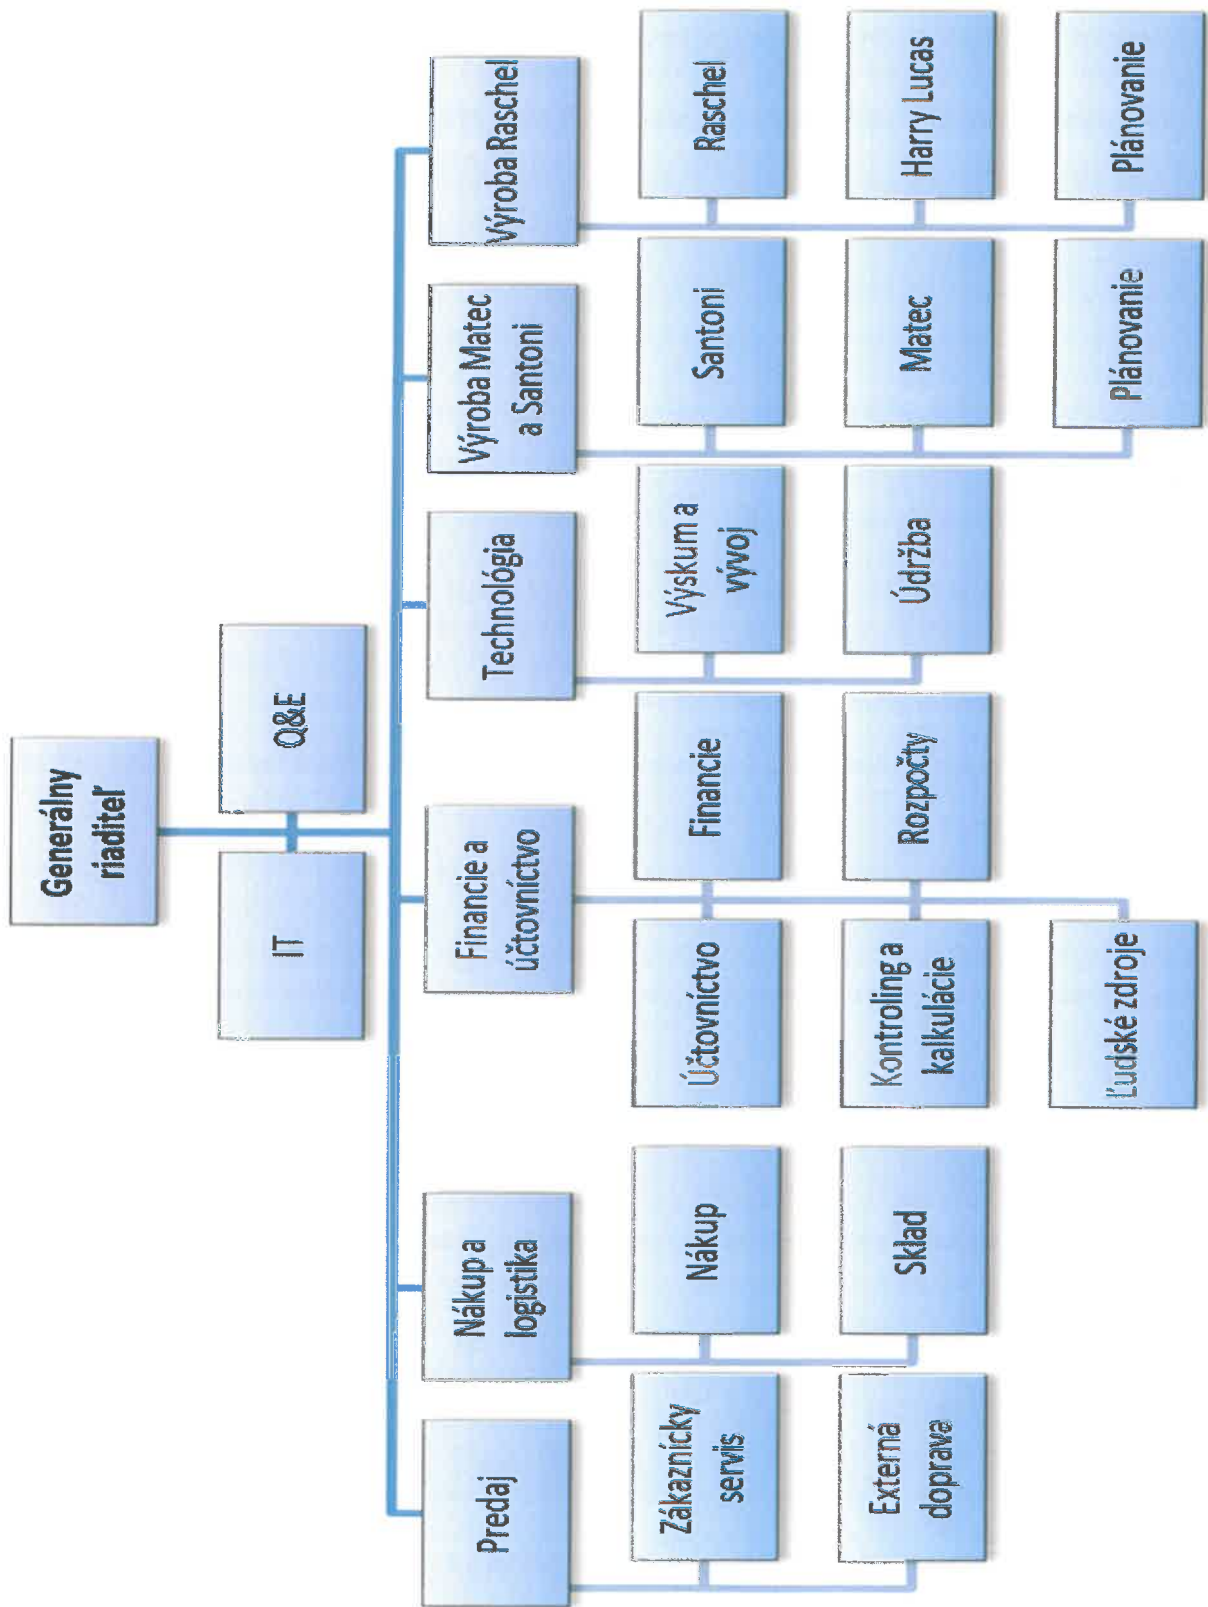 Generálny
riaditeľ
IT
Q&E
Predaj
Nákup a
logistika
Financie a
účtovníctvo
Technológia
Výroba Matec
a Santoni
Výroba Raschel
Zákaznícky
servis
Nákup
Účtovníctvo
Financie
Výskum a
vývoj
Santoni
Raschel
Externá
doprava
Sklad
Kontroling a
kalkulácie
Rozpočty
Údržba
Matec
Harry Lucas
Ľudské zdroje
Plánovanie
Plánovanie